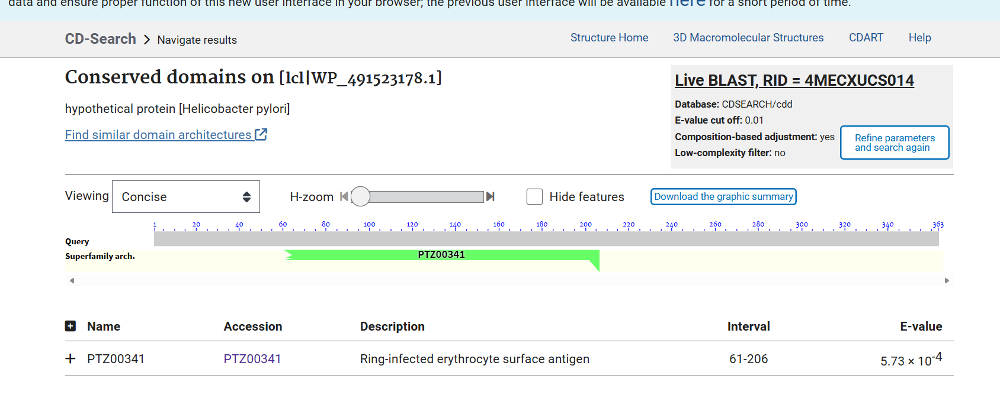 data and ensure proper function of this new user interface in your browser; the previous user interface will be available here for a short period of time.
CD-Search Navigate results
Structure Home 3D Macromolecular Structures CDART Help
Conserved domains on [lcl|WP_491523178.1]
hypothetical protein [Helicobacter pylori]
Find similar domain architectures
Live BLAST, RID = 4MECXUCS014
Database: CDSEARCH/cdd
E-value cut off: 0.01
Composition-based adjustment: yes
Low-complexity filter: no
Refine parameters
and search again
Viewing Concise H-zoom Hide features Download the graphic summary
1 20 40 60 80 100 120 140 160 180 200 220 240 260 280 300 320 340 363
Query
Superfamily arch. PTZ00341
Name Accession Description Interval E-value
PTZ00341 PTZ00341 Ring-infected erythrocyte surface antigen 61-206 5.73 × 10-4